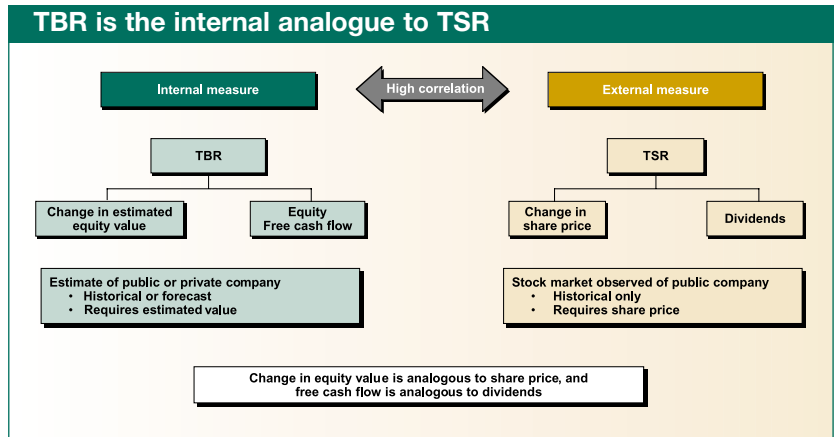 TBR is the internal analogue to TSR
Internal measure
High correlation
External measure
TBR
TSR
Change in estimated
equity value
Equity
Free cash flow
Change in
share price
Dividends
Estimate of public or private company
• Historical or forecast
• Requires estimated value
Stock market observed of public company
• Historical only
• Requires share price
Change in equity value is analogous to share price, and
free cash flow is analogous to dividends